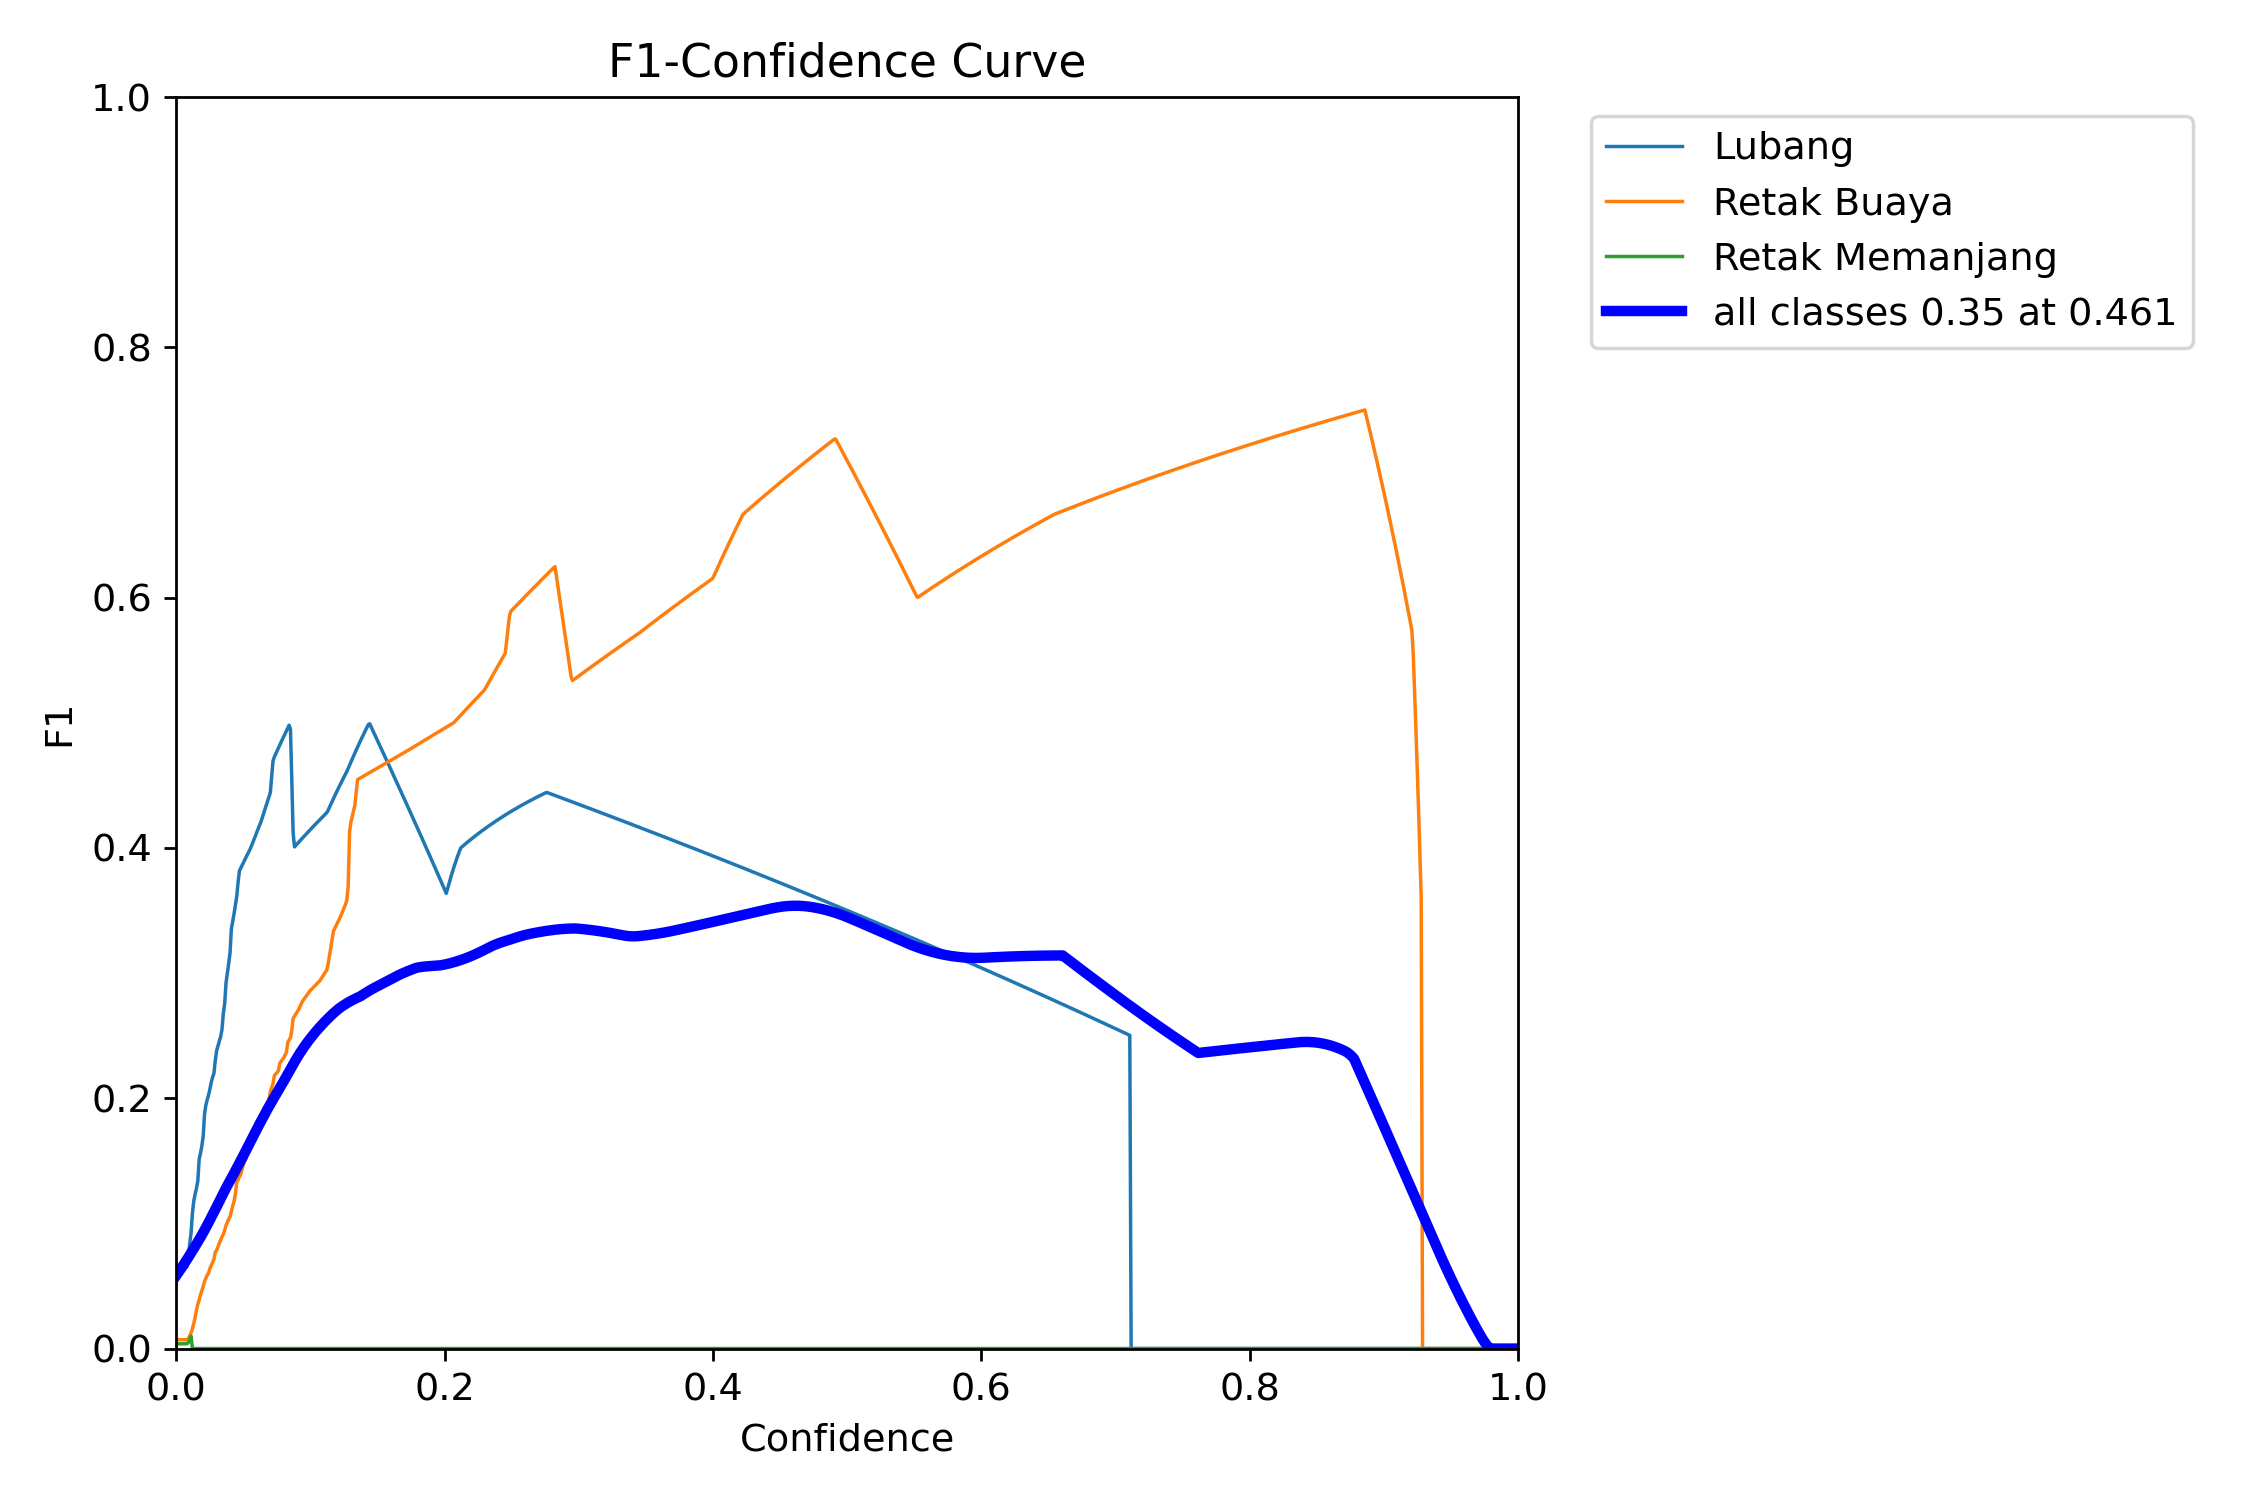 F1-Confidence Curve
1.0
0.8
0.6
0.4
0.2
0.0
F1
0.0 0.2 0.4 0.6 0.8 1.0
Confidence
Lubang
Retak Buaya
Retak Memanjang
all classes 0.35 at 0.461